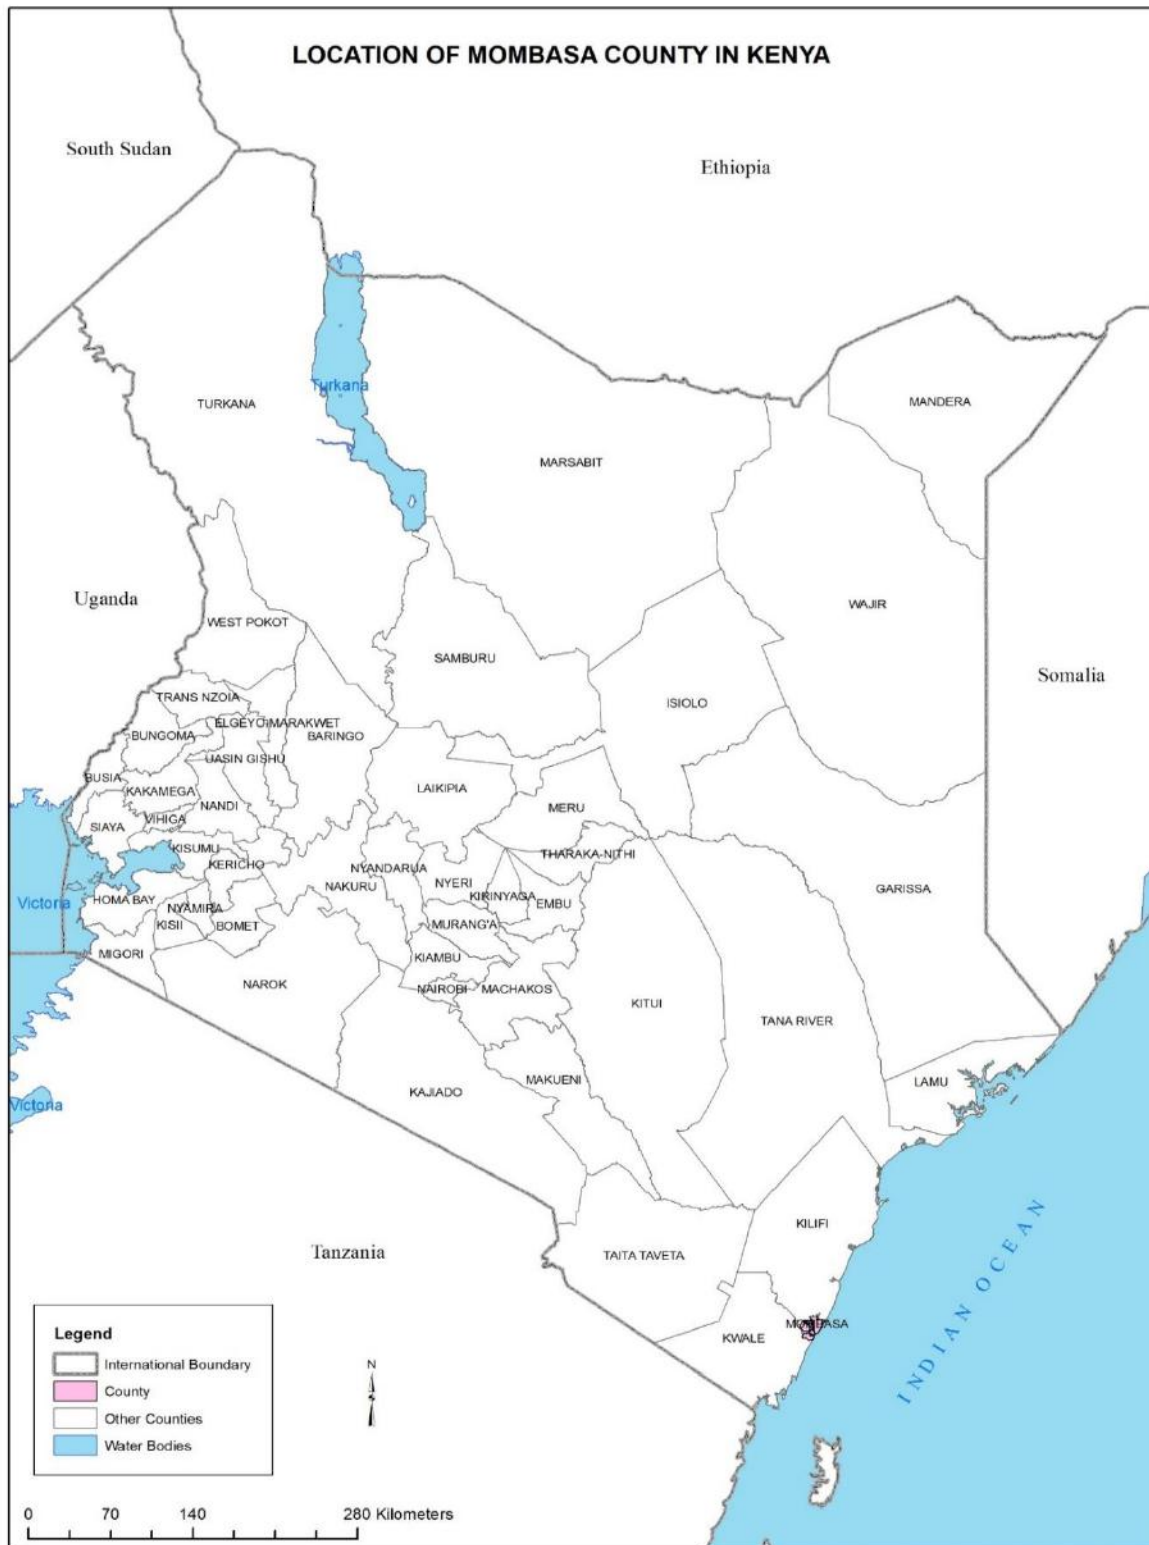 LOCATION OF MOMBASA COUNTY IN KENYA
South Sudan
Ethiopia
Turkana
TURKANA
MANDERA
MARSABIT
Uganda
WEST POKOT
WAJIR
SAMBURU
Somalia
TRANS NZOIA
ISIOLO
ELGEYO-MARAKWET
BUNGOMA
BARINGO
UASIN GISHU
BUSIA
KAKAMEGA
LAIKIPIA
NANDI
MERU
VIHIGA
SIAYA
KISUMU
THARAKA-NITHI
KERICHO
NYANDARUA
NYERI
NAKURU
GARISSA
HOMA BAY
KIRINYAGA
Victoria
NYAMIRA
EMBU
KISII
BOMET
MURANG'A
MIGORI
KIAMBU
NAROK
NAIROBI
MACHAKOS
KITUI
TANA RIVER
MAKUENI
LAMU
KAJIADO
Victoria
KILIFI
Tanzania
TAITA TAVETA
INDIAN OCEAN
MOMBASA
KWALE
Legend
International Boundary
County
Other Counties
Water Bodies
N
0 70 140 280 Kilometers